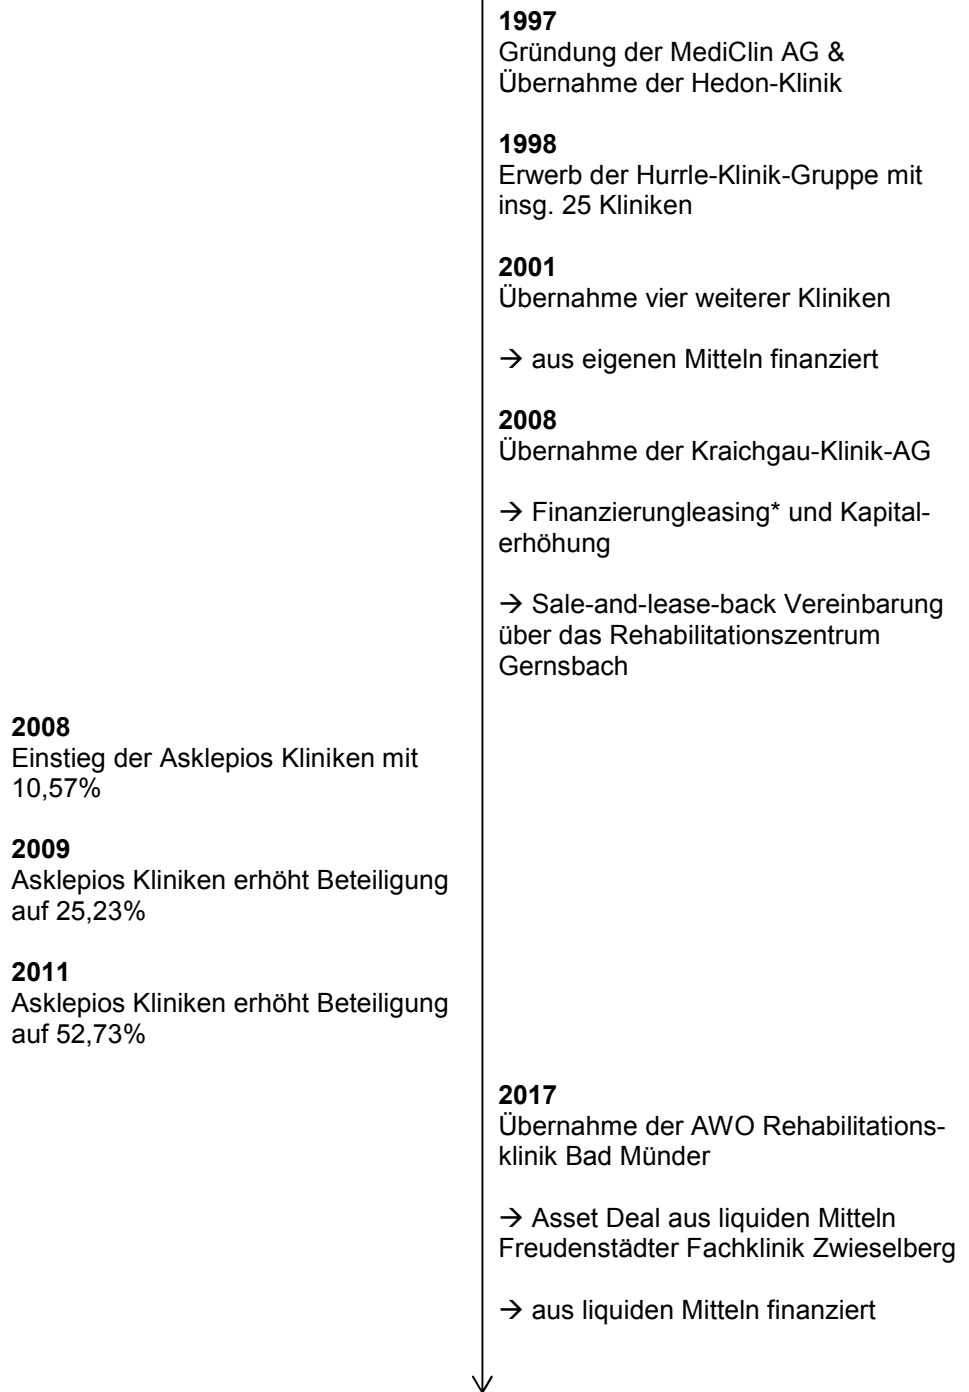 1997
Gründung der MediClin AG &
Übernahme der Hedon-Klinik
1998
Erwerb der Hurrle-Klinik-Gruppe mit
insg. 25 Kliniken
2001
Übernahme vier weiterer Kliniken
→ aus eigenen Mitteln finanziert
2008
Übernahme der Kraichgau-Klinik-AG
→ Finanzierungleasing* und Kapital-
erhöhung
→ Sale-and-lease-back Vereinbarung
über das Rehabilitationszentrum
Gernsbach
2008
Einstieg der Asklepios Kliniken mit
10,57%
2009
Asklepios Kliniken erhöht Beteiligung
auf 25,23%
2011
Asklepios Kliniken erhöht Beteiligung
auf 52,73%
2017
Übernahme der AWO Rehabilitations-
klinik Bad Münder
→ Asset Deal aus liquiden Mitteln
Freudenstädter Fachklinik Zwieselberg
→ aus liquiden Mitteln finanziert